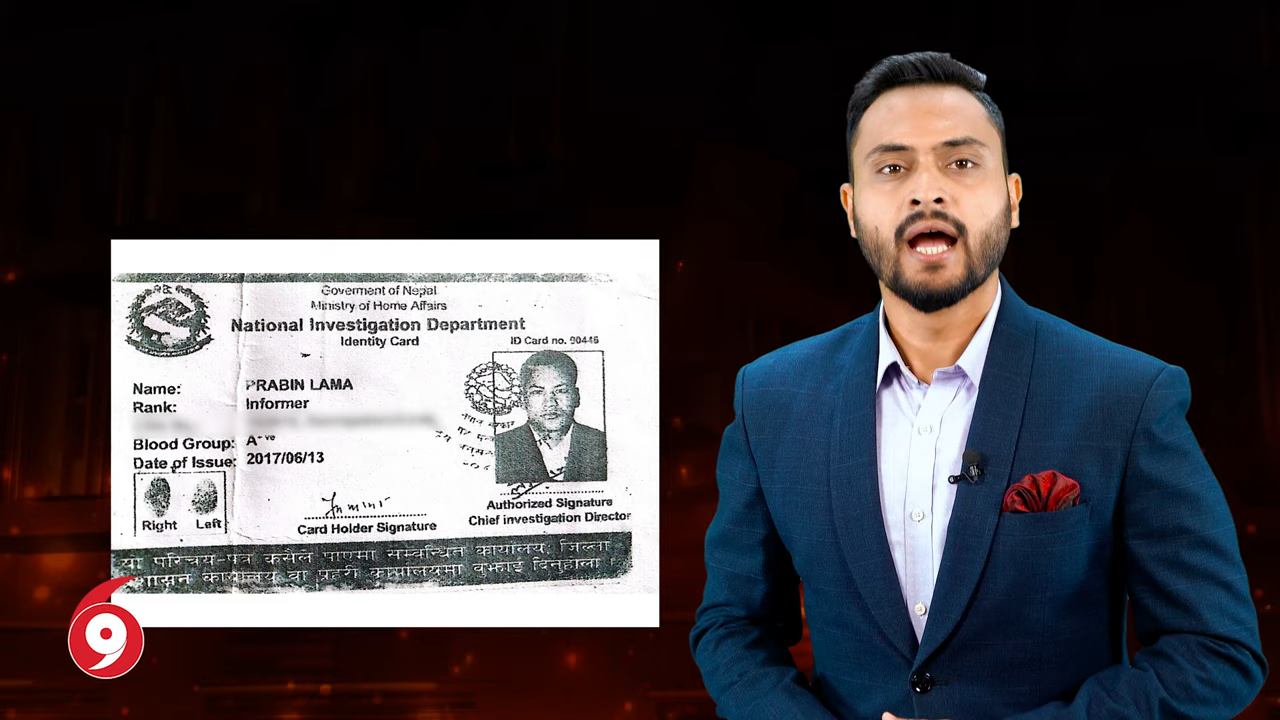 Goverment of Nepal
Ministry of Home Affairs
National Investigation Department
Identity Card
ID Card no. 90446
Name: PRABIN LAMA
Rank: Informer
Blood Group: A+ve
Date of Issue: 2017/06/13
Right Left
Card Holder Signature
Authorized Signature
Chief investigation Director
या परिचय-पत्र कसैले पाएमा सम्बन्धित कार्यालय, जिल्ला
शासन कार्यालय वा प्रहरी कार्यालयमा बुझाई दिनुहोला
9